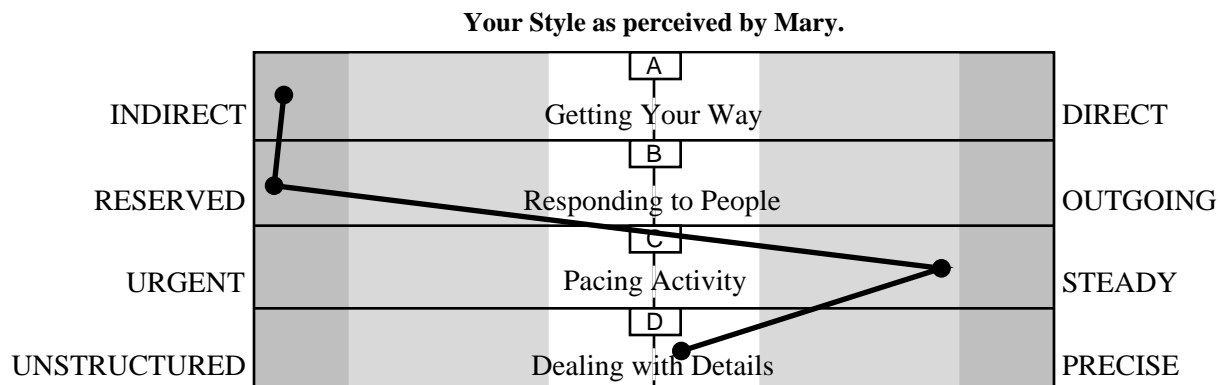 Your Style as perceived by Mary.
A
INDIRECT Getting Your Way DIRECT
B
RESERVED Responding to People OUTGOING
C
URGENT Pacing Activity STEADY
D
UNSTRUCTURED Dealing with Details PRECISE